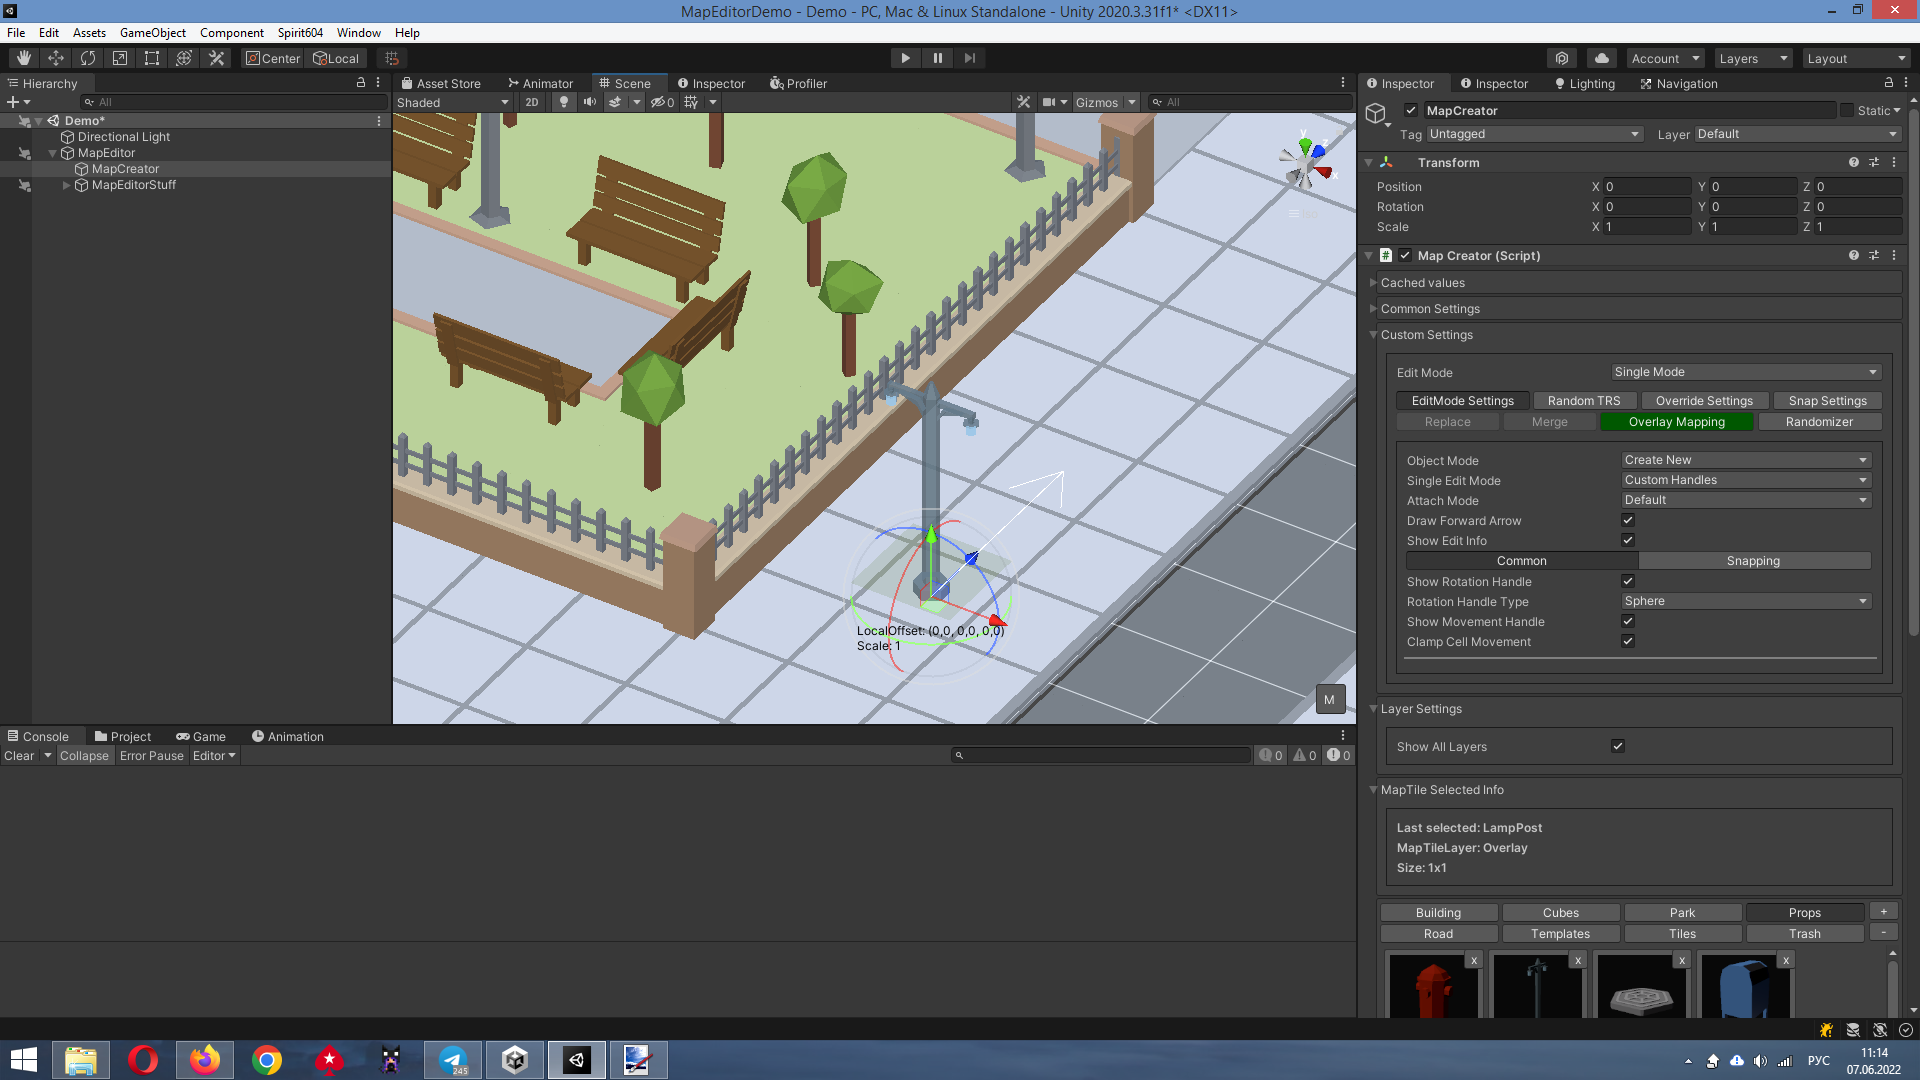 MapEditorDemo - Demo - PC, Mac & Linux Standalone - Unity 2020.3.31f1* <DX11>
File Edit Assets GameObject Component Spirit604 Window Help
Center Local Account Layers Layout
Hierarchy
All
Demo*
Directional Light
MapEditor
MapCreator
MapEditorStuff
Asset Store Animator Scene Inspector Profiler
Shaded 2D 0 Gizmos All
y
z
x
LocalOffset: (0,0, 0,0, 0,0)
Scale: 1
M
Inspector Inspector Lighting Navigation
MapCreator Static
Tag Untagged Layer Default
Transform
Position X 0 Y 0 Z 0
Rotation X 0 Y 0 Z 0
Scale X 1 Y 1 Z 1
# Map Creator (Script)
Cached values
Common Settings
Custom Settings
Edit Mode Single Mode
EditMode Settings Random TRS Override Settings Snap Settings
Replace Merge Overlay Mapping Randomizer
Object Mode Create New
Single Edit Mode Custom Handles
Attach Mode Default
Draw Forward Arrow
Show Edit Info
Common Snapping
Show Rotation Handle
Rotation Handle Type Sphere
Show Movement Handle
Clamp Cell Movement
Layer Settings
Show All Layers
MapTile Selected Info
Last selected: LampPost
MapTileLayer: Overlay
Size: 1x1
Building Cubes Park Props +
Road Templates Tiles Trash -
x x x x
Console Project Game Animation
Clear Collapse Error Pause Editor 0 0 0
245
РУС
11:14
07.06.2022